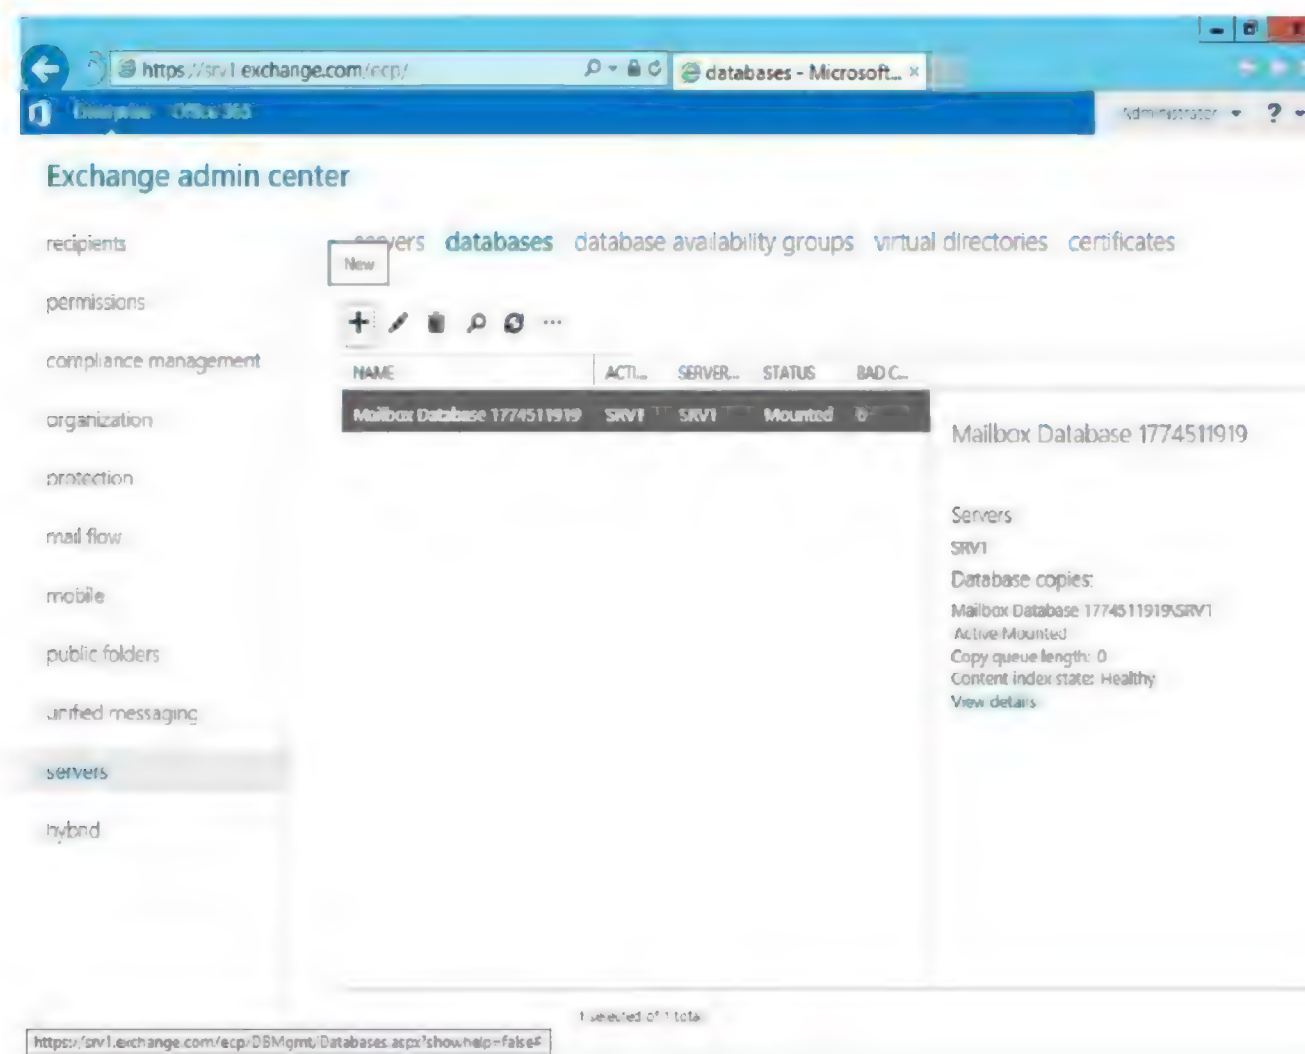 https://srv1.exchange.com/ecp/
databases - Microsoft...
Enterprise Office 365
Administrator ?
Exchange admin center
recipients
permissions
compliance management
organization
protection
mail flow
mobile
public folders
unified messaging
servers
hybrid
servers databases database availability groups virtual directories certificates
New
NAME ACTI... SERVER... STATUS BAD C...
Mailbox Database 1774511919 SRV1 SRV1 Mounted 0
Mailbox Database 1774511919
Servers
SRV1
Database copies:
Mailbox Database 1774511919\SRV1
Active Mounted
Copy queue length: 0
Content index state: Healthy
View details
1 selected of 1 total
https://srv1.exchange.com/ecp/DBMgmt/Databases.aspx?showhelp=false#